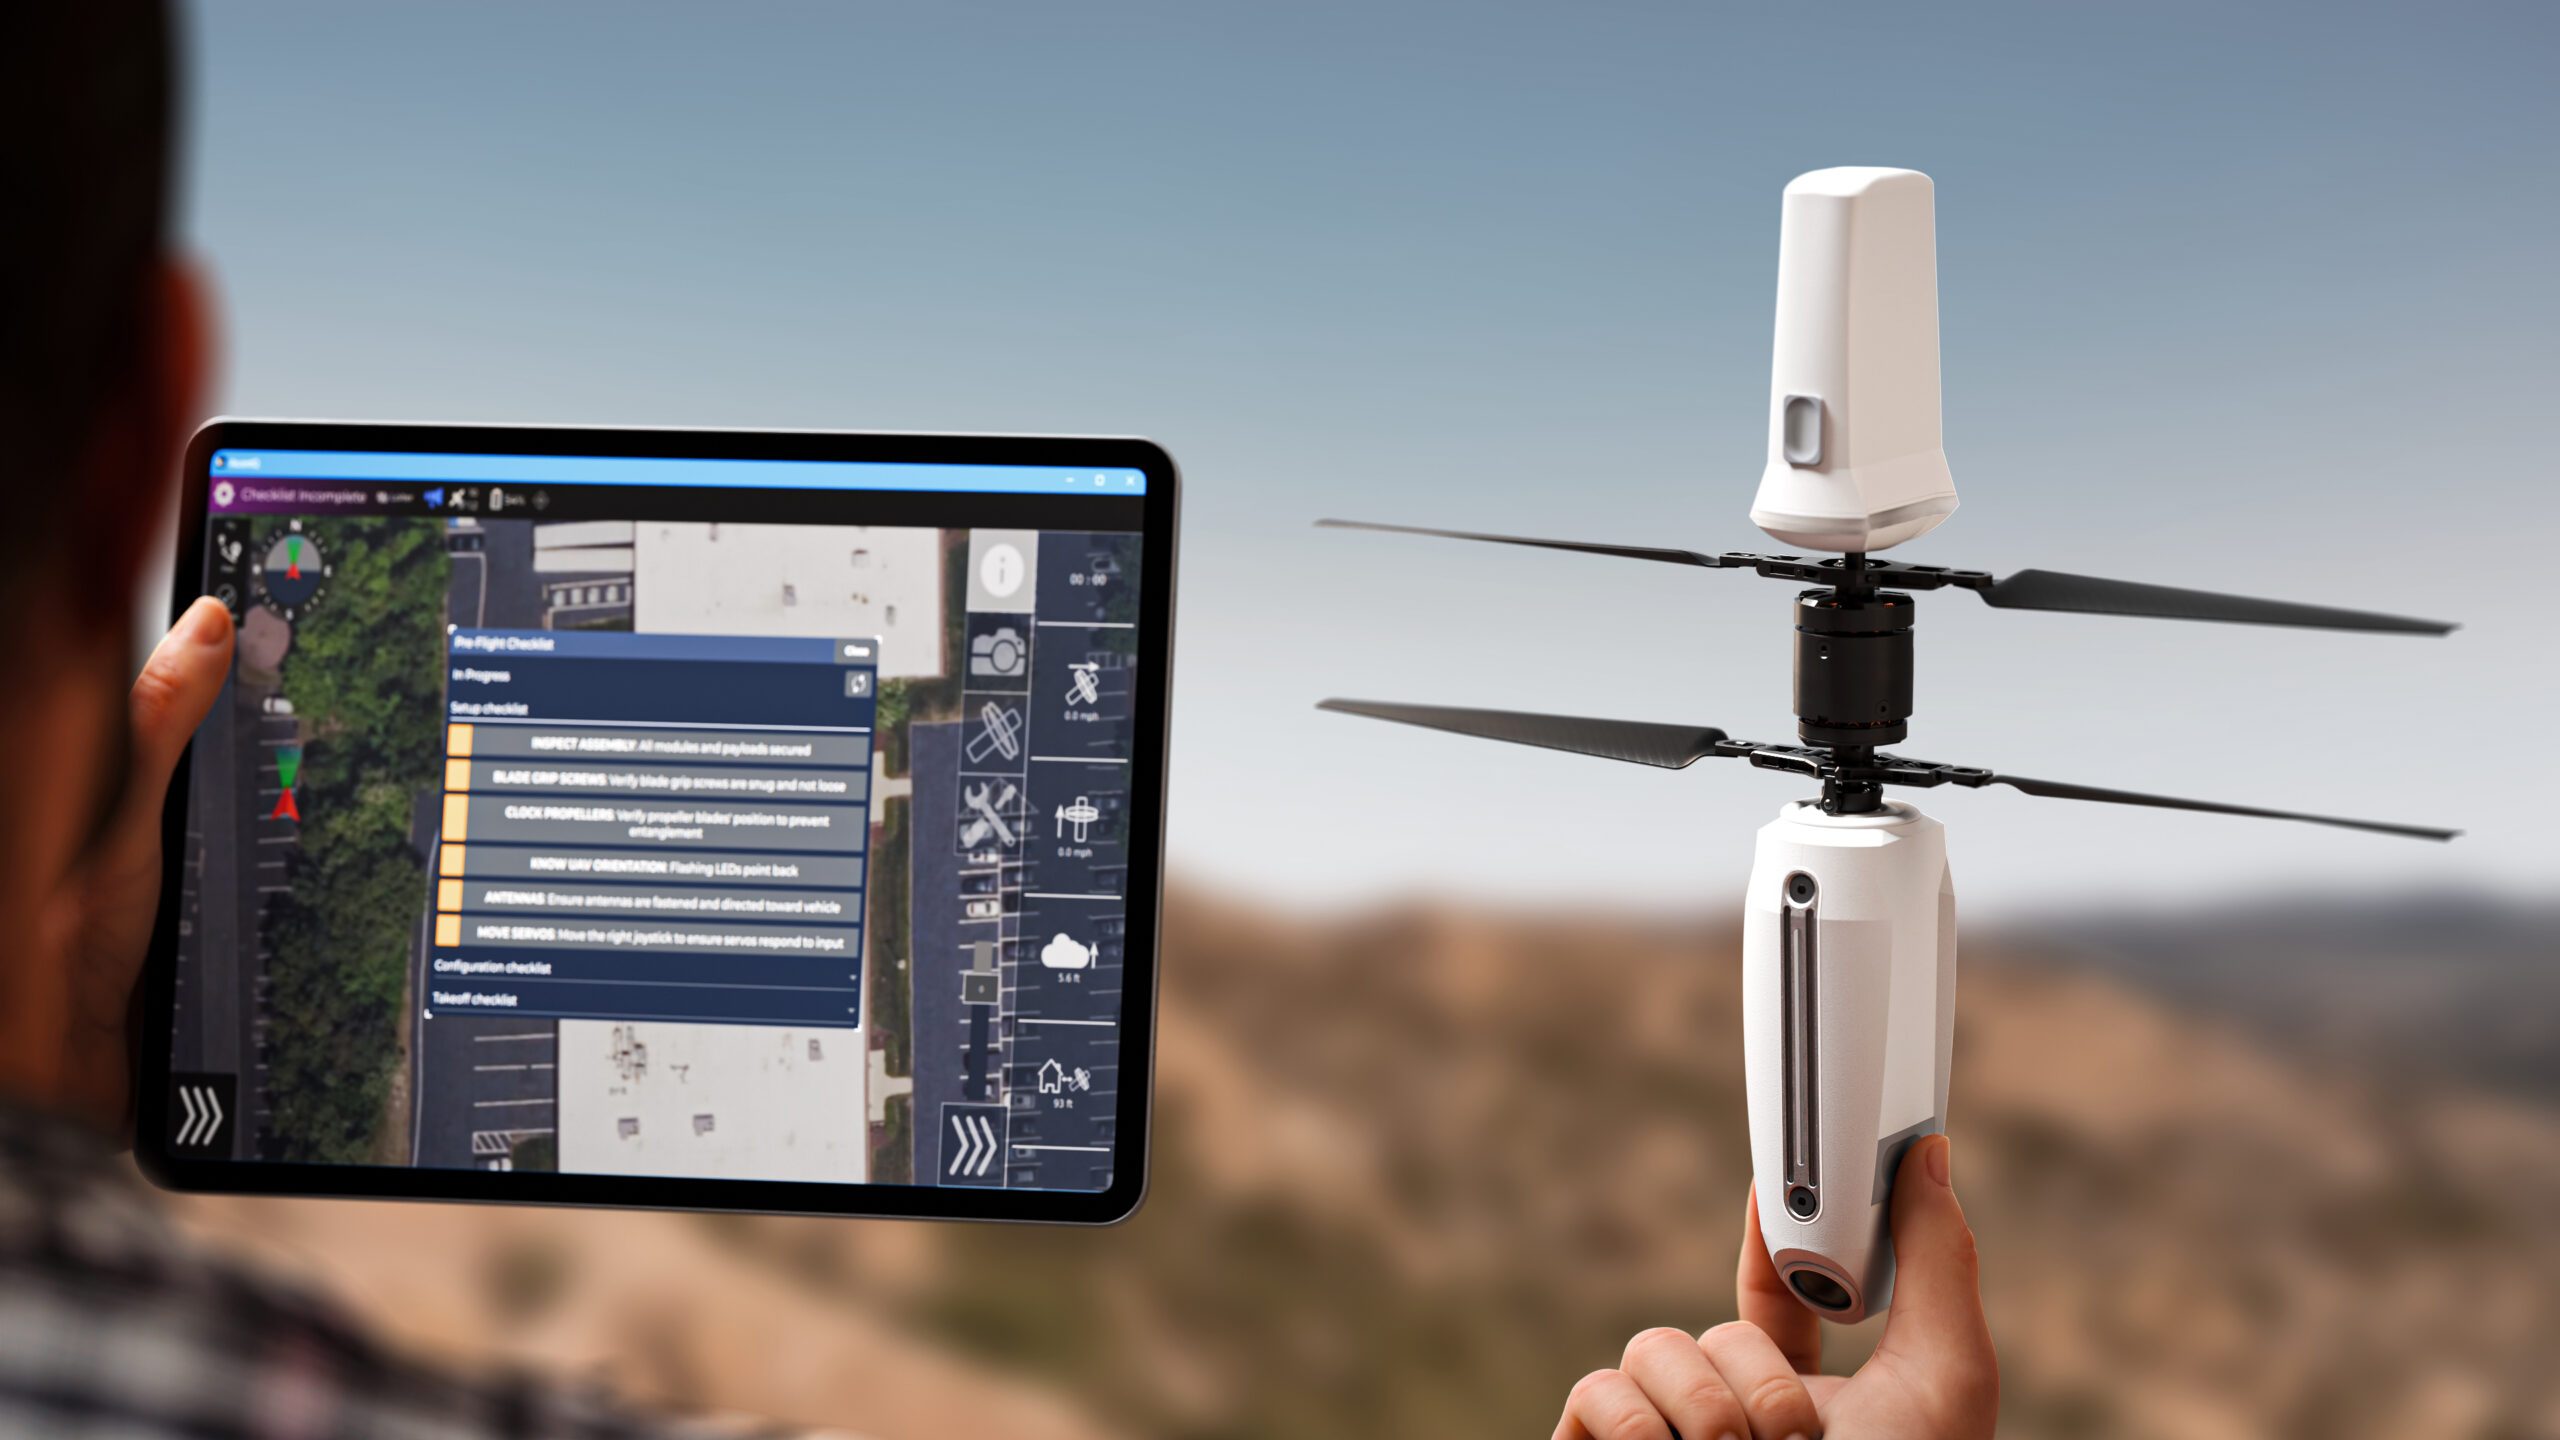 Checklist Incomplete
N
00:00
Pre-Flight Checklist
Close
In Progress
Setup checklist
INSPECT ASSEMBLY: All modules and payloads secured
BLADE GRIP SCREWS: Verify blade grip screws are snug and not loose
CLOCK PROPELLERS: Verify propeller blades' position to prevent
entanglement
KNOW UAV ORIENTATION: Flashing LEDs point back
ANTENNAS: Ensure antennas are fastened and directed toward vehicle
MOVE SERVOS: Move the right joystick to ensure servos respond to input
Configuration checklist
Takeoff checklist
0.0 mph
0.0 mph
5.6 ft
0
93 ft